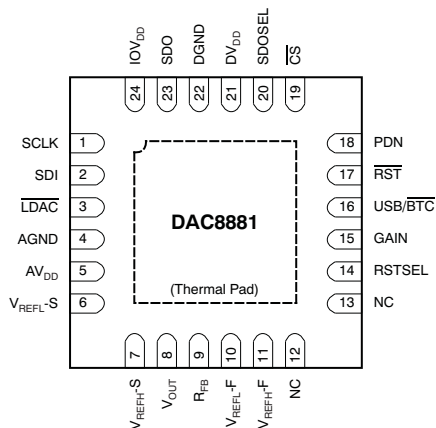 IOVDD
SDO
DGND
DVDD
SDOSEL
CS
24
23
22
21
20
19
SCLK 1
SDI 2
LDAC 3
AGND 4
AVDD 5
VREFL-S 6
DAC8881
(Thermal Pad)
18 PDN
17 RST
16 USB/BTC
15 GAIN
14 RSTSEL
13 NC
7
8
9
10
11
12
VREFH-S
VOUT
RFB
VREFL-F
VREFH-F
NC